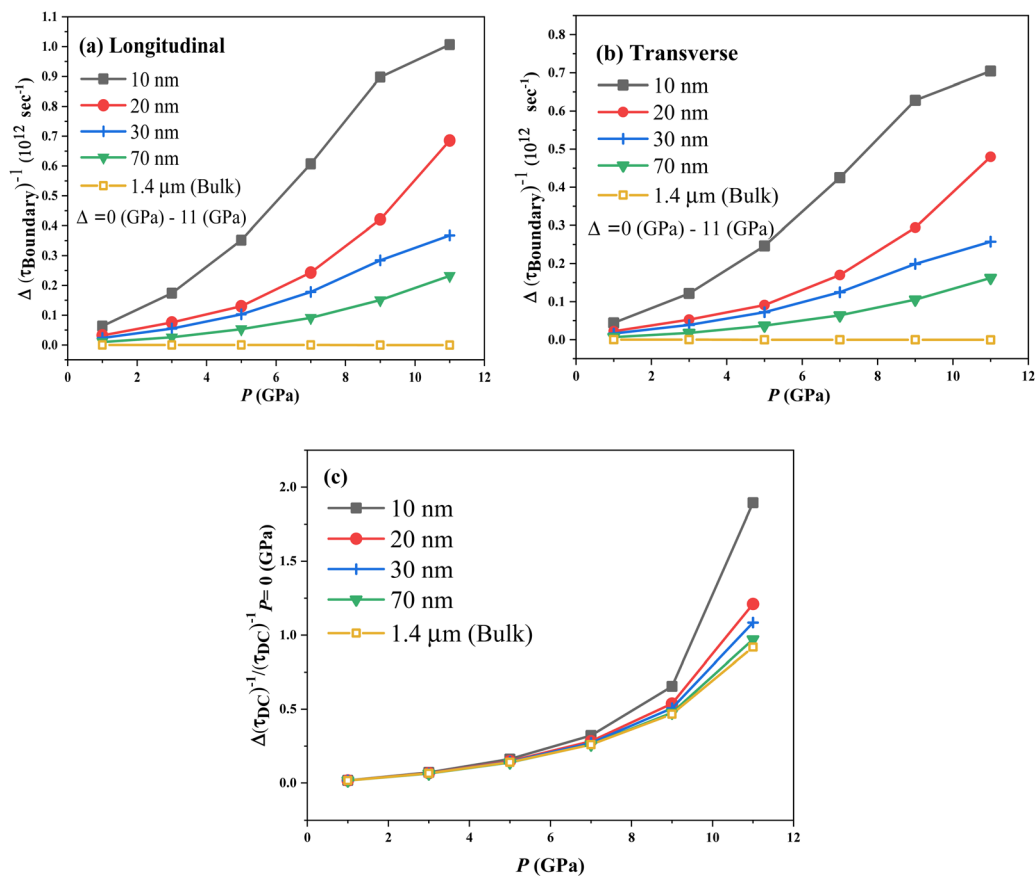 (a) Longitudinal
10 nm
20 nm
30 nm
70 nm
1.4 μm (Bulk)
Δ =0 (GPa) - 11 (GPa)
Δ (τBoundary)⁻¹ (10¹² sec⁻¹)
1.1
1.0
0.9
0.8
0.7
0.6
0.5
0.4
0.3
0.2
0.1
0.0
0 2 4 6 8 10 12
P (GPa)
(b) Transverse
10 nm
20 nm
30 nm
70 nm
1.4 μm (Bulk)
Δ =0 (GPa) - 11 (GPa)
Δ (τBoundary)⁻¹ (10¹² sec⁻¹)
0.8
0.7
0.6
0.5
0.4
0.3
0.2
0.1
0.0
0 2 4 6 8 10 12
P (GPa)
(c)
10 nm
20 nm
30 nm
70 nm
1.4 μm (Bulk)
Δ(τDC)⁻¹/(τDC)⁻¹P= 0 (GPa)
2.0
1.5
1.0
0.5
0.0
0 2 4 6 8 10 12
P (GPa)